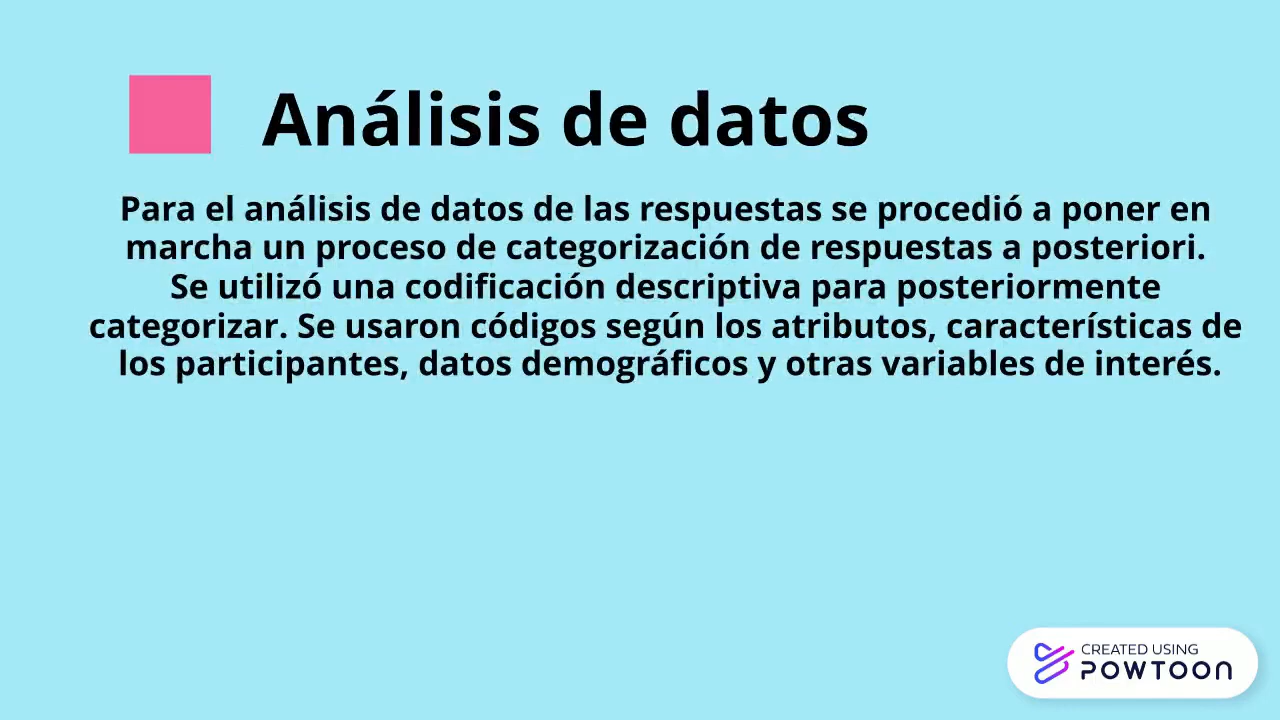 Análisis de datos
Para el análisis de datos de las respuestas se procedió a poner en
marcha un proceso de categorización de respuestas a posteriori.
Se utilizó una codificación descriptiva para posteriormente
categorizar. Se usaron códigos según los atributos, características de
los participantes, datos demográficos y otras variables de interés.
CREATED USING
POWTOON